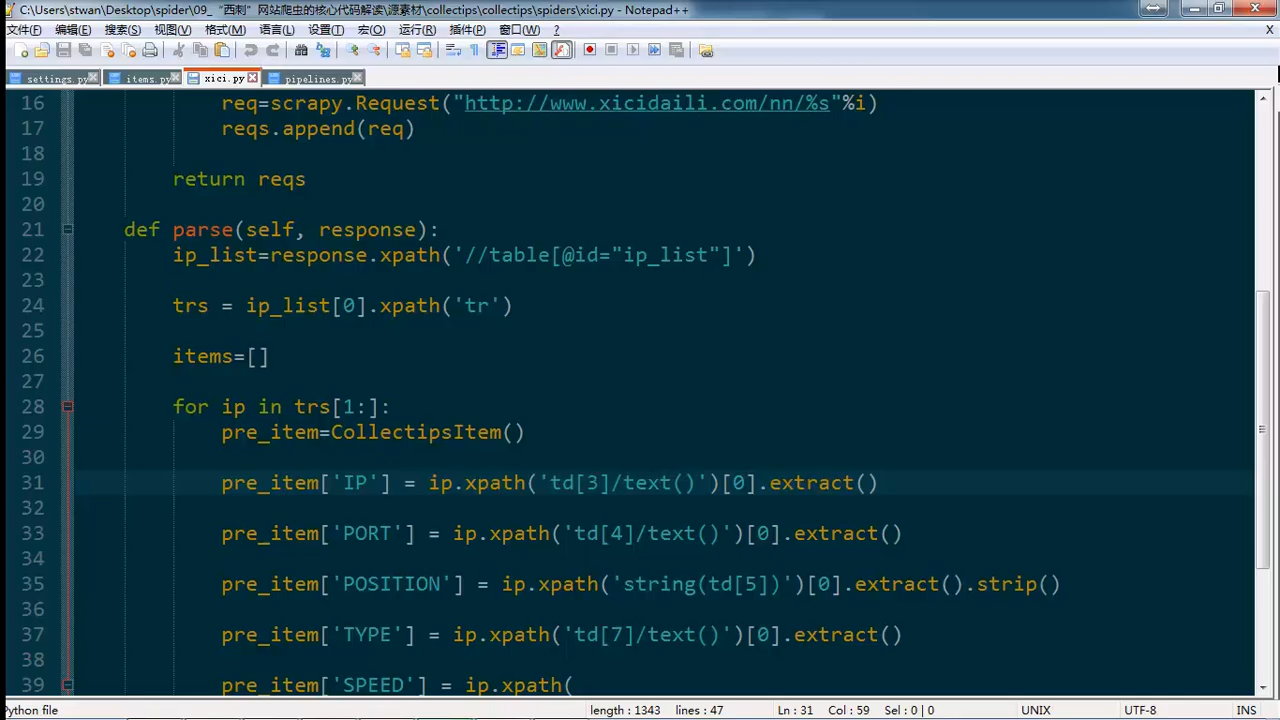 C:\Users\stwan\Desktop\spider\09_“西刺”网站爬虫的核心代码解读\源素材\collectips\collectips\spiders\xici.py - Notepad++
文件(F) 编辑(E) 搜索(S) 视图(V) 格式(M) 语言(L) 设置(T) 宏(O) 运行(R) 插件(P) 窗口(W) ? X
settings.py items.py xici.py pipelines.py
16 req=scrapy.Request("http://www.xicidaili.com/nn/%s"%i)
17 reqs.append(req)
18
19 return reqs
20
21 def parse(self, response):
22 ip_list=response.xpath('//table[@id="ip_list"]')
23
24 trs = ip_list[0].xpath('tr')
25
26 items=[]
27
28 for ip in trs[1:]:
29 pre_item=CollectipsItem()
30
31 pre_item['IP'] = ip.xpath('td[3]/text()')[0].extract()
32
33 pre_item['PORT'] = ip.xpath('td[4]/text()')[0].extract()
34
35 pre_item['POSITION'] = ip.xpath('string(td[5])')[0].extract().strip()
36
37 pre_item['TYPE'] = ip.xpath('td[7]/text()')[0].extract()
38
39 pre_item['SPEED'] = ip.xpath(
Python file length : 1343 lines : 47 Ln : 31 Col : 59 Sel : 0 | 0 UNIX UTF-8 INS